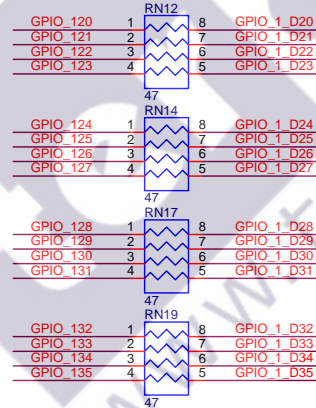 RN12
GPIO_120 1 8 GPIO_1_D20
GPIO_121 2 7 GPIO_1_D21
GPIO_122 3 6 GPIO_1_D22
GPIO_123 4 5 GPIO_1_D23
47
RN14
GPIO_124 1 8 GPIO_1_D24
GPIO_125 2 7 GPIO_1_D25
GPIO_126 3 6 GPIO_1_D26
GPIO_127 4 5 GPIO_1_D27
47
RN17
GPIO_128 1 8 GPIO_1_D28
GPIO_129 2 7 GPIO_1_D29
GPIO_130 3 6 GPIO_1_D30
GPIO_131 4 5 GPIO_1_D31
47
RN19
GPIO_132 1 8 GPIO_1_D32
GPIO_133 2 7 GPIO_1_D33
GPIO_134 3 6 GPIO_1_D34
GPIO_135 4 5 GPIO_1_D35
47